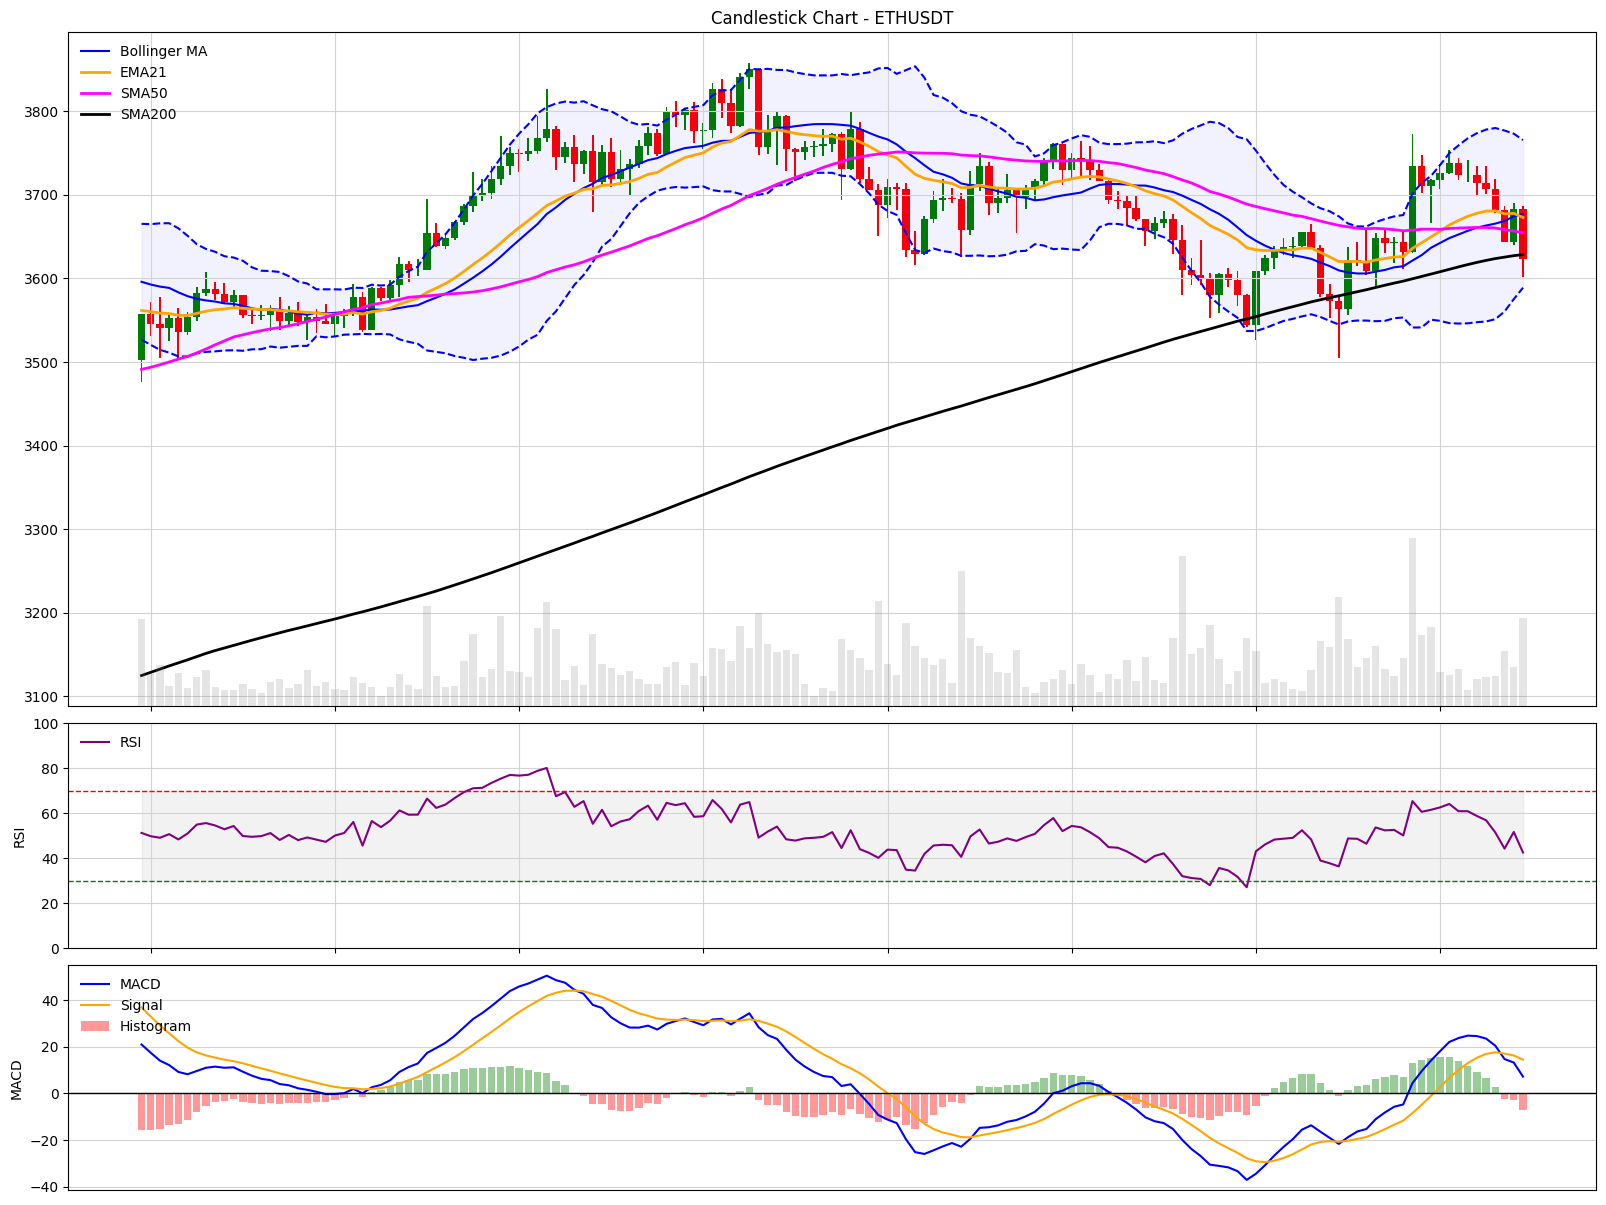 Candlestick Chart - ETHUSDT
Bollinger MA
EMA21
SMA50
SMA200
3800
3700
3600
3500
3400
3300
3200
3100
RSI
RSI
100
80
60
40
20
0
MACD
Signal
Histogram
MACD
40
20
0
−20
−40